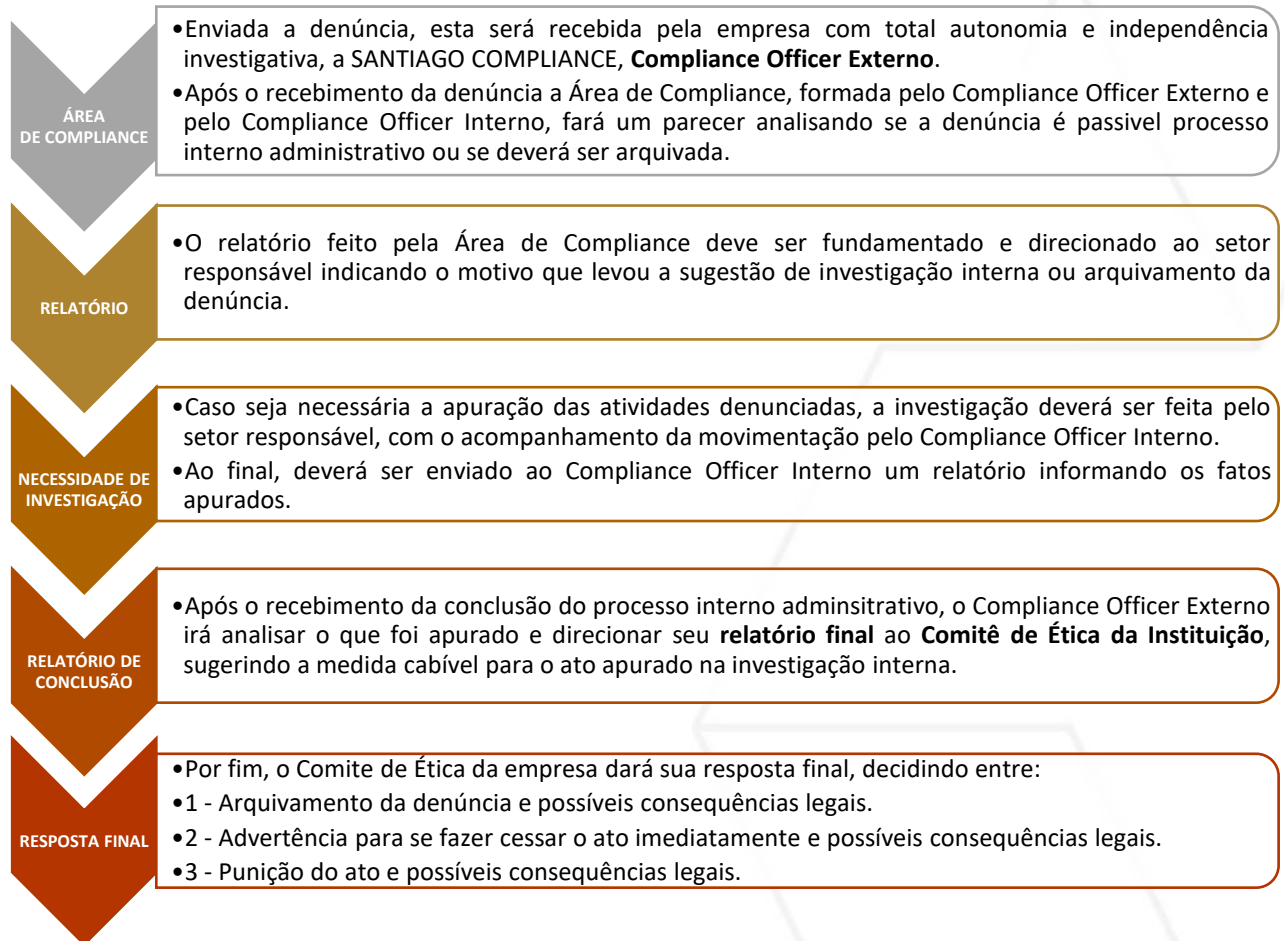 ÁREA
DE COMPLIANCE
•Enviada a denúncia, esta será recebida pela empresa com total autonomia e independência
investigativa, a SANTIAGO COMPLIANCE, Compliance Officer Externo.
•Após o recebimento da denúncia a Área de Compliance, formada pelo Compliance Officer Externo e
pelo Compliance Officer Interno, fará um parecer analisando se a denúncia é passivel processo
interno administrativo ou se deverá ser arquivada.
RELATÓRIO
•O relatório feito pela Área de Compliance deve ser fundamentado e direcionado ao setor
responsável indicando o motivo que levou a sugestão de investigação interna ou arquivamento da
denúncia.
NECESSIDADE DE
INVESTIGAÇÃO
•Caso seja necessária a apuração das atividades denunciadas, a investigação deverá ser feita pelo
setor responsável, com o acompanhamento da movimentação pelo Compliance Officer Interno.
•Ao final, deverá ser enviado ao Compliance Officer Interno um relatório informando os fatos
apurados.
RELATÓRIO DE
CONCLUSÃO
•Após o recebimento da conclusão do processo interno adminsitrativo, o Compliance Officer Externo
irá analisar o que foi apurado e direcionar seu relatório final ao Comitê de Ética da Instituição,
sugerindo a medida cabível para o ato apurado na investigação interna.
RESPOSTA FINAL
•Por fim, o Comite de Ética da empresa dará sua resposta final, decidindo entre:
•1 - Arquivamento da denúncia e possíveis consequências legais.
•2 - Advertência para se fazer cessar o ato imediatamente e possíveis consequências legais.
•3 - Punição do ato e possíveis consequências legais.